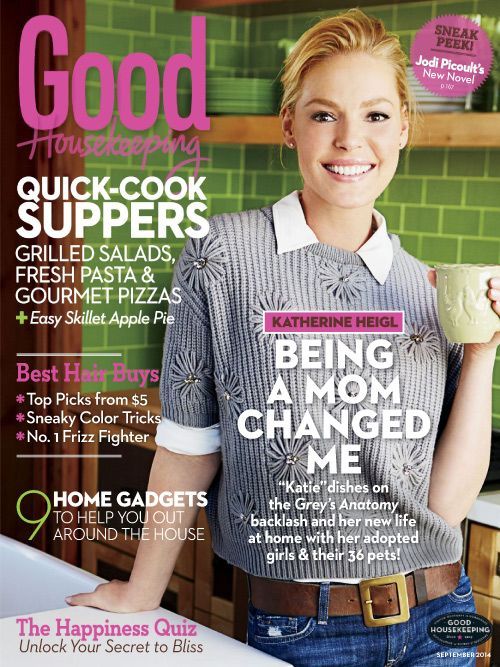 Good
Housekeeping
SNEAK
PEEK!
Jodi Picoult's
New Novel
p.167
QUICK-COOK
SUPPERS
GRILLED SALADS,
FRESH PASTA &
GOURMET PIZZAS
+Easy Skillet Apple Pie
Best Hair Buys
*Top Picks from $5
*Sneaky Color Tricks
*No. 1 Frizz Fighter
9 HOME GADGETS
TO HELP YOU OUT
AROUND THE HOUSE
The Happiness Quiz
Unlock Your Secret to Bliss
KATHERINE HEIGL
BEING
A MOM
CHANGED
ME
"Katie" dishes on
the Grey's Anatomy
backlash and her new life
at home with her adopted
girls & their 36 pets!
GOOD
HOUSEKEEPING
SEPTEMBER 2014